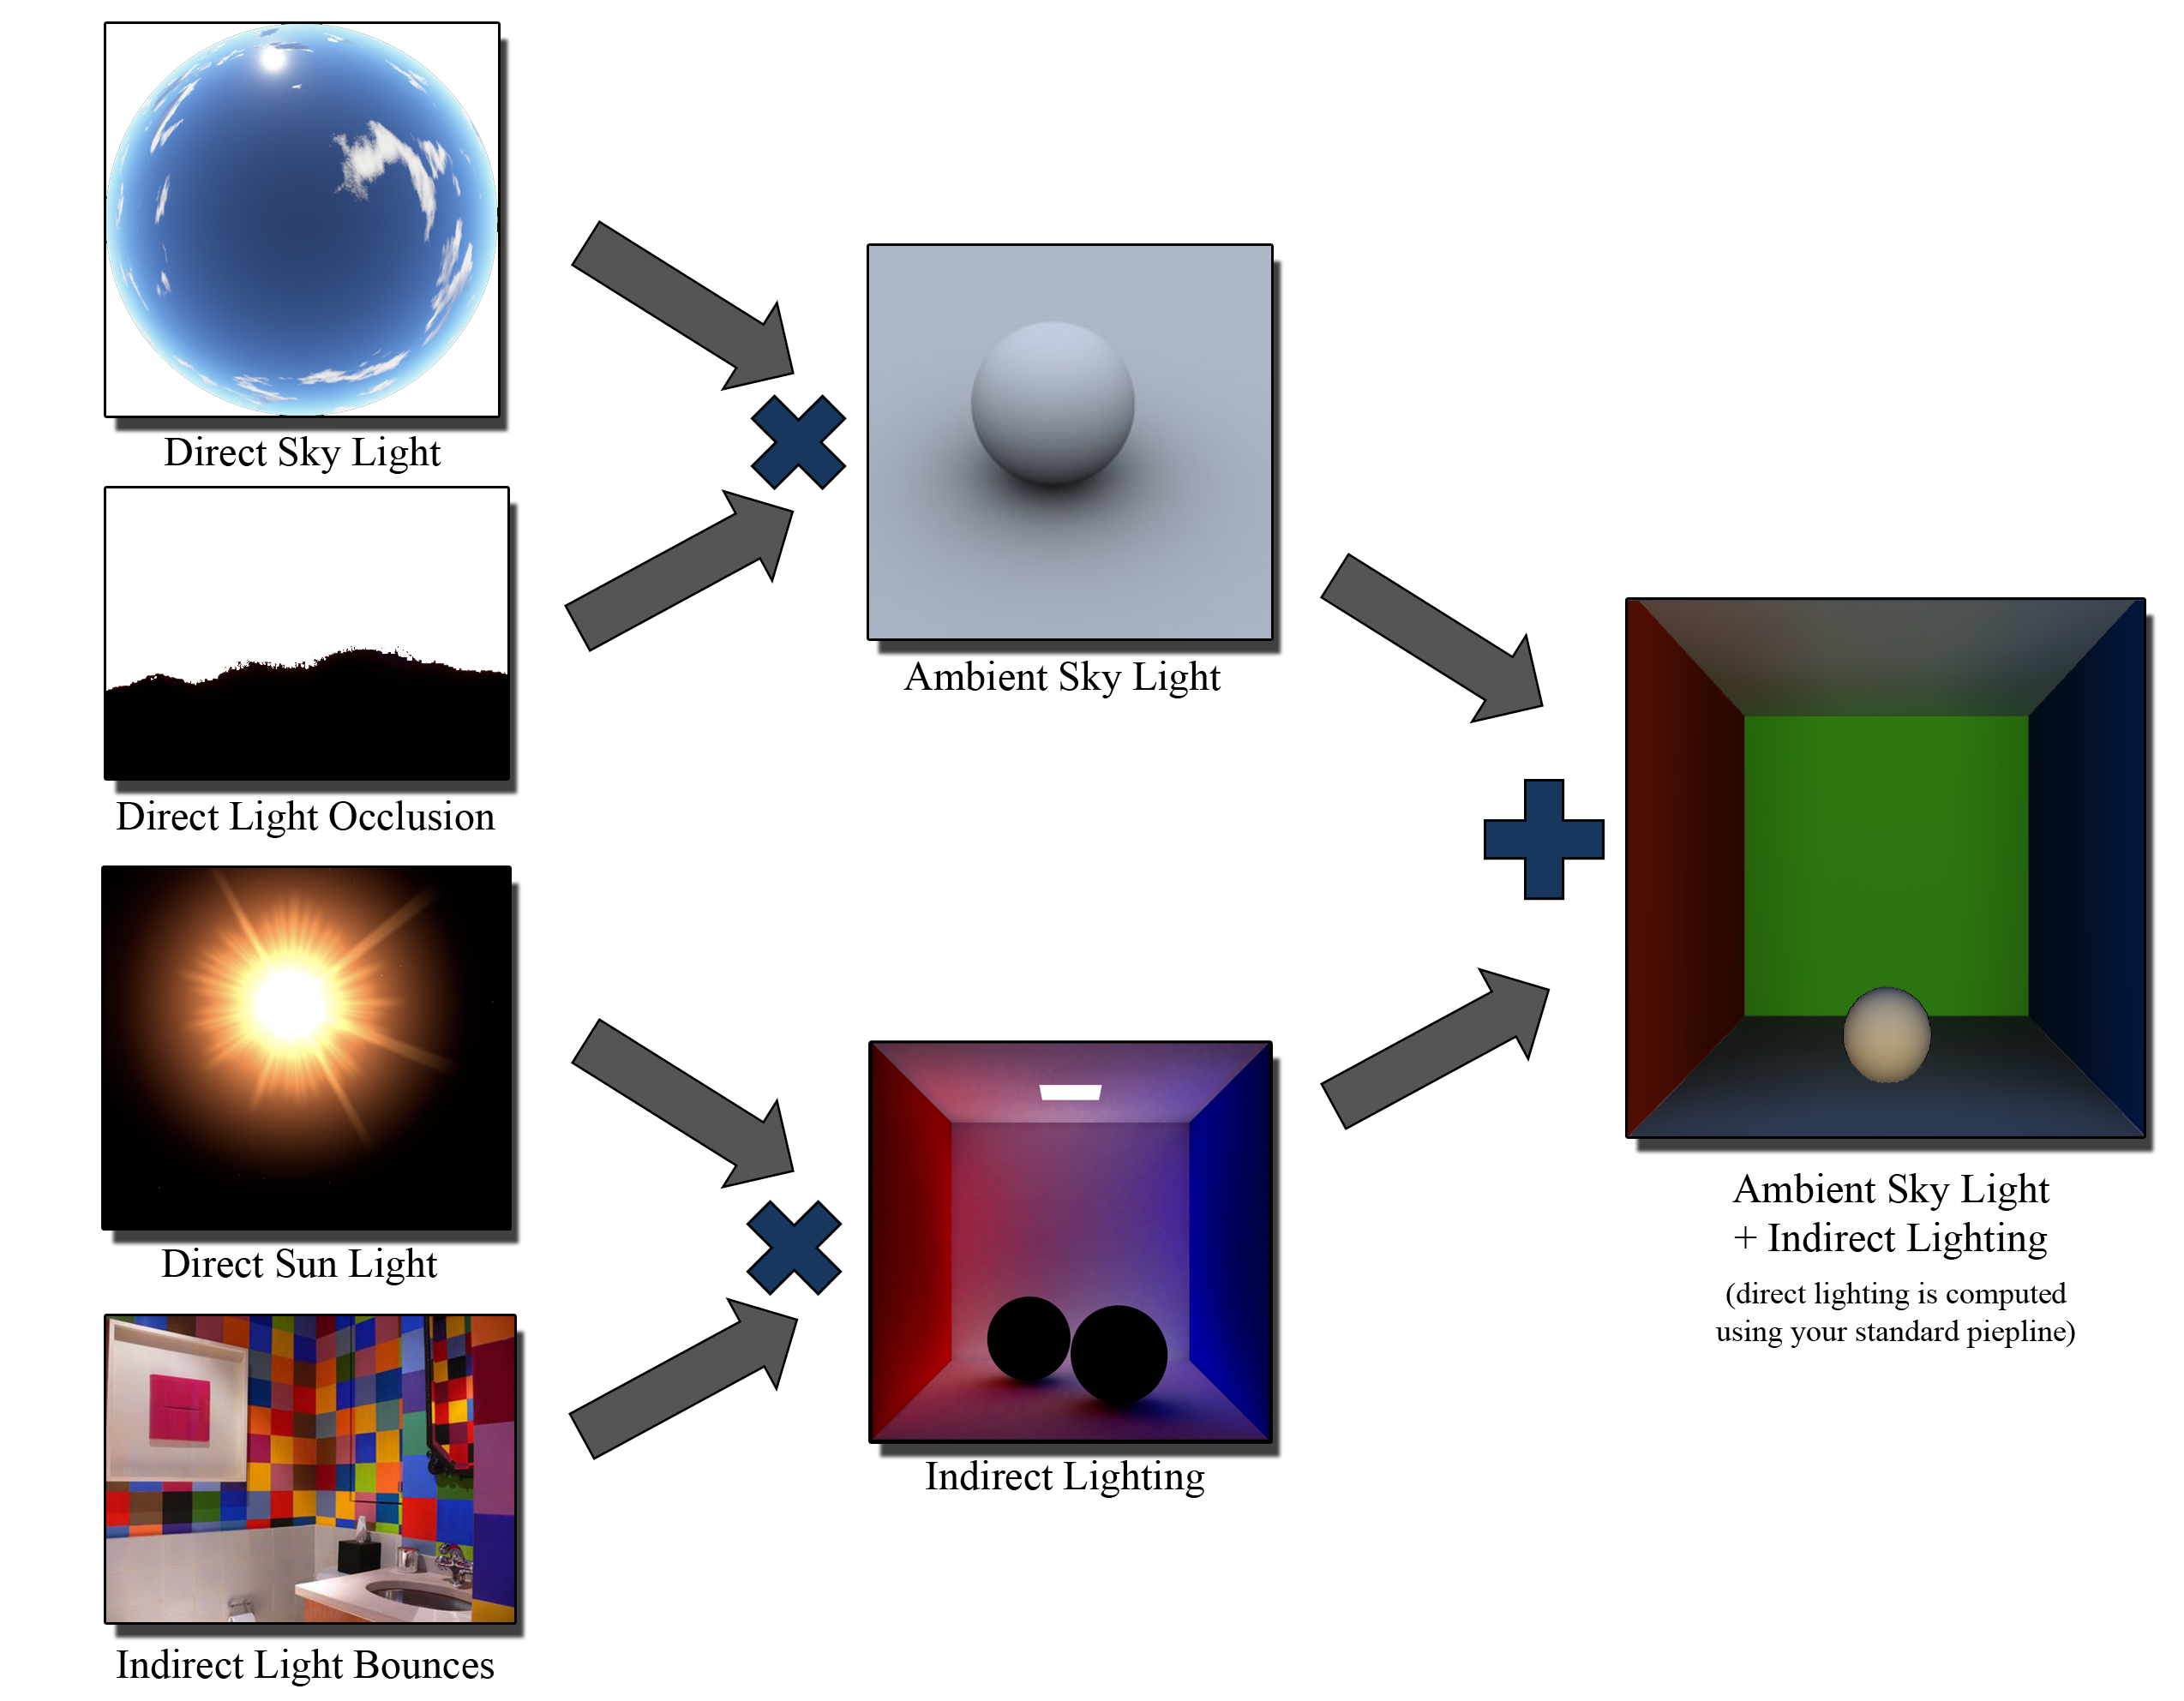 Direct Sky Light
Direct Light Occlusion
Direct Sun Light
Indirect Light Bounces
Ambient Sky Light
Indirect Lighting
Ambient Sky Light
+ Indirect Lighting
(direct lighting is computed
using your standard piepline)